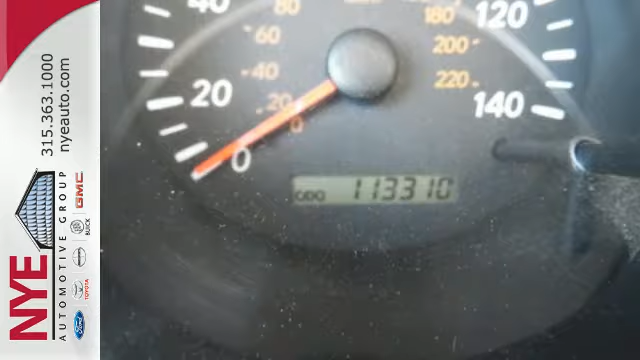 40
80
120
180
60
200
40
220
20
20
140
0
0
ODO 113310
315.363.1000
nyeauto.com
NYE
AUTOMOTIVE GROUP
Ford
TOYOTA
BUICK
GMC